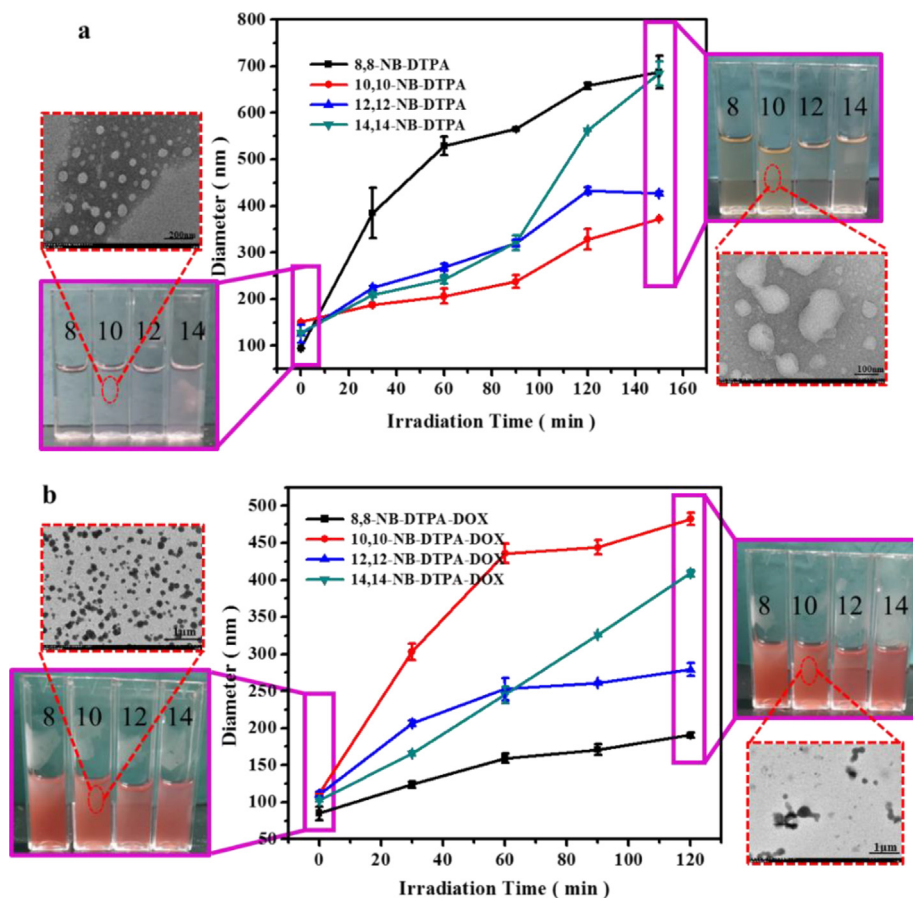 a
800
700
600
500
400
300
200
100
Diameter ( nm )
8,8-NB-DTPA
10,10-NB-DTPA
12,12-NB-DTPA
14,14-NB-DTPA
0 20 40 60 80 100 120 140 160
Irradiation Time ( min )
200nm
8 10 12 14
8 10 12 14
100nm
b
500
450
400
350
300
250
200
150
100
50
Diameter ( nm )
8,8-NB-DTPA-DOX
10,10-NB-DTPA-DOX
12,12-NB-DTPA-DOX
14,14-NB-DTPA-DOX
0 20 40 60 80 100 120
Irradiation Time ( min )
1μm
8 10 12 14
8 10 12 14
1μm